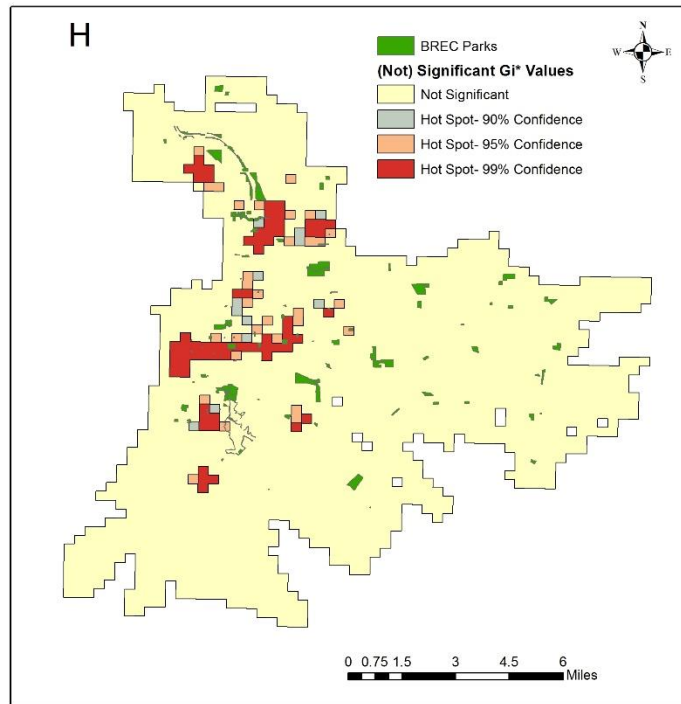 H
BREC Parks
(Not) Significant Gi* Values
Not Significant
Hot Spot- 90% Confidence
Hot Spot- 95% Confidence
Hot Spot- 99% Confidence
N
W E
S
0 0.75 1.5 3 4.5 6
Miles